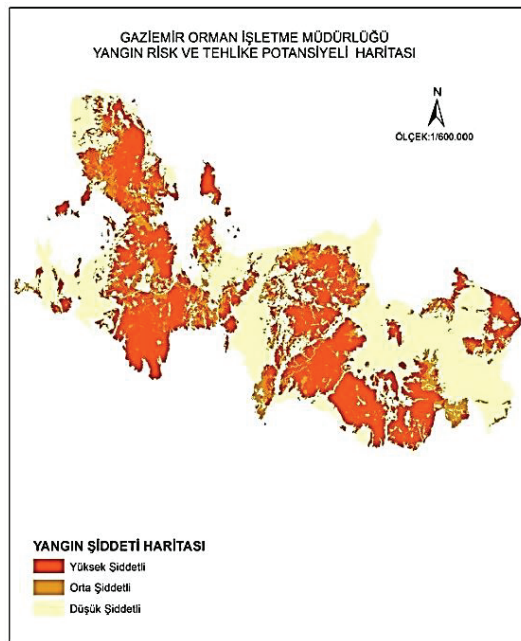 GAZİEMİR ORMAN İŞLETME MÜDÜRLÜĞÜ
YANGIN RİSK VE TEHLİKE POTANSİYELİ HARİTASI
N
ÖLÇEK:1/600.000
YANGIN ŞİDDETİ HARİTASI
Yüksek Şiddetli
Orta Şiddetli
Düşük Şiddetli